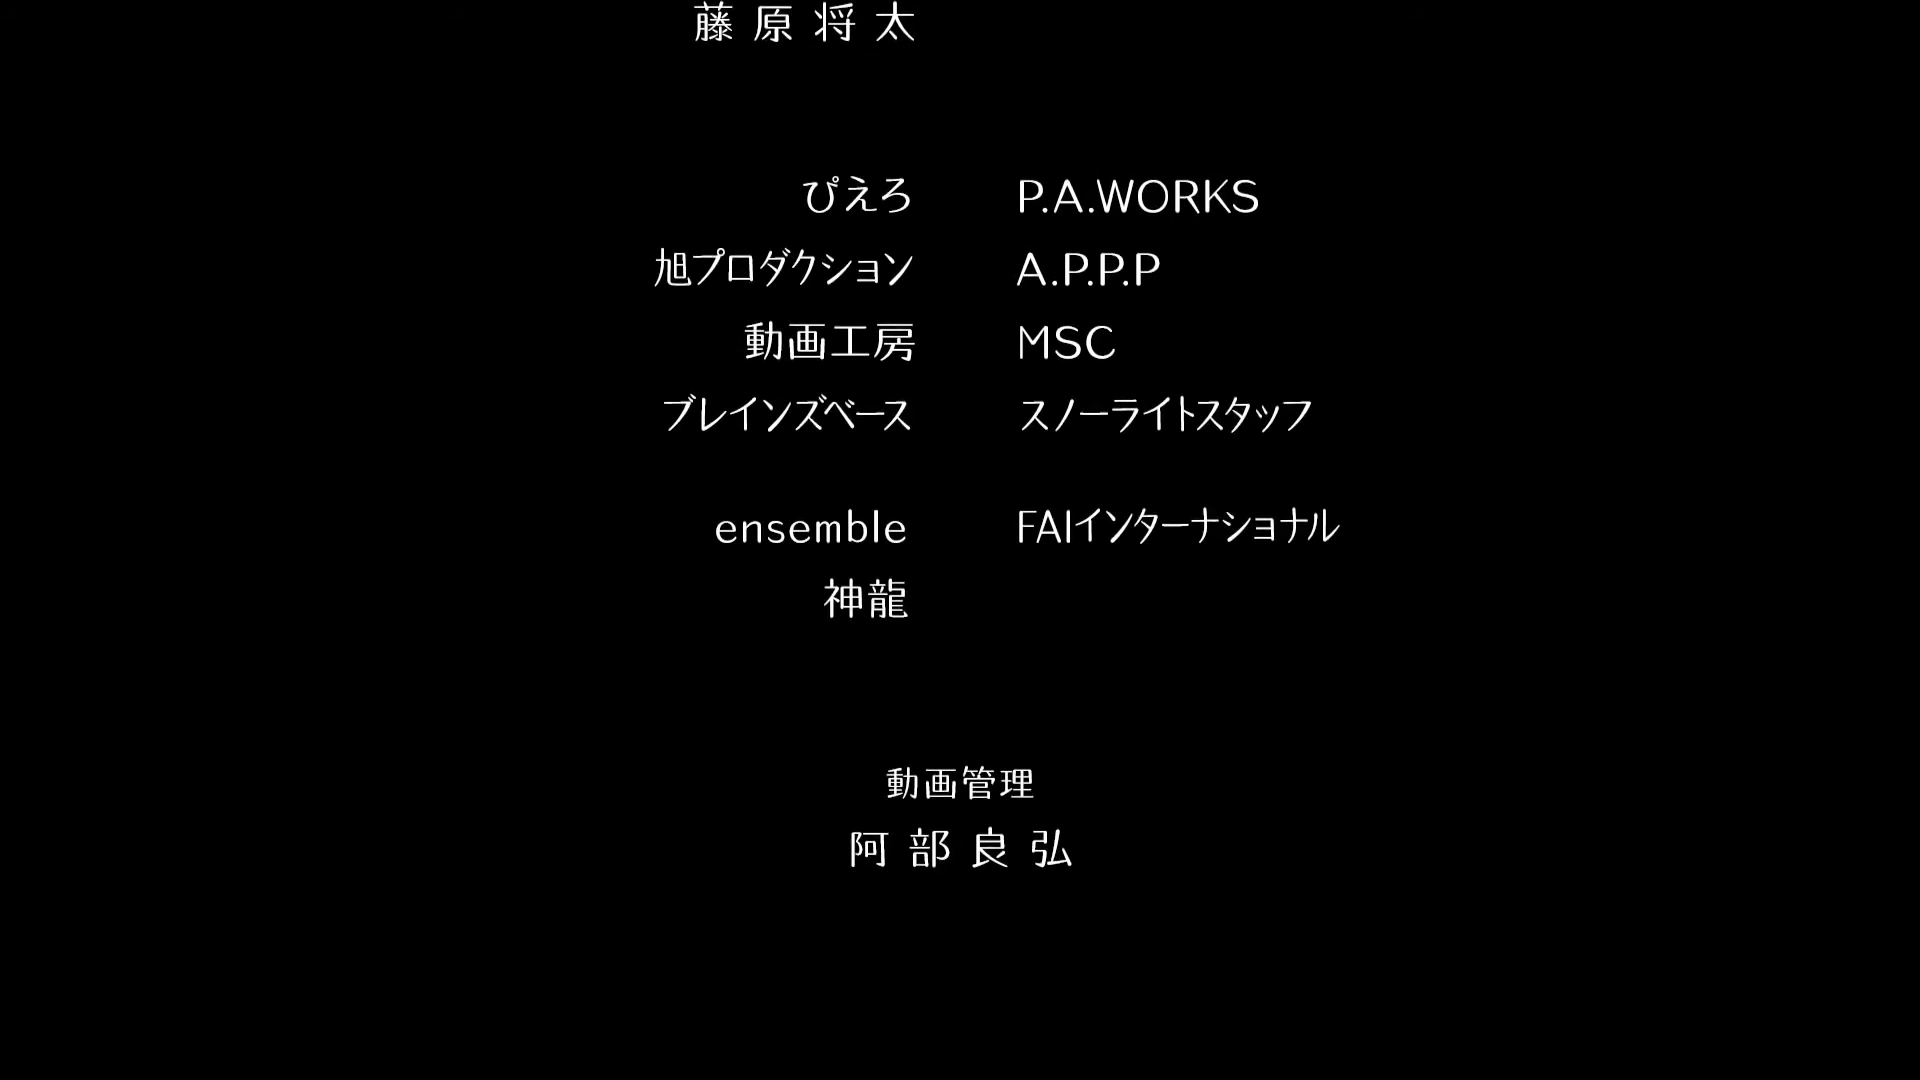 藤原将太
ぴえろ P.A.WORKS
旭プロダクション A.P.P.P
動画工房 MSC
ブレインズベース スノーライトスタッフ
ensemble FAIインターナショナル
神龍
動画管理
阿部良弘